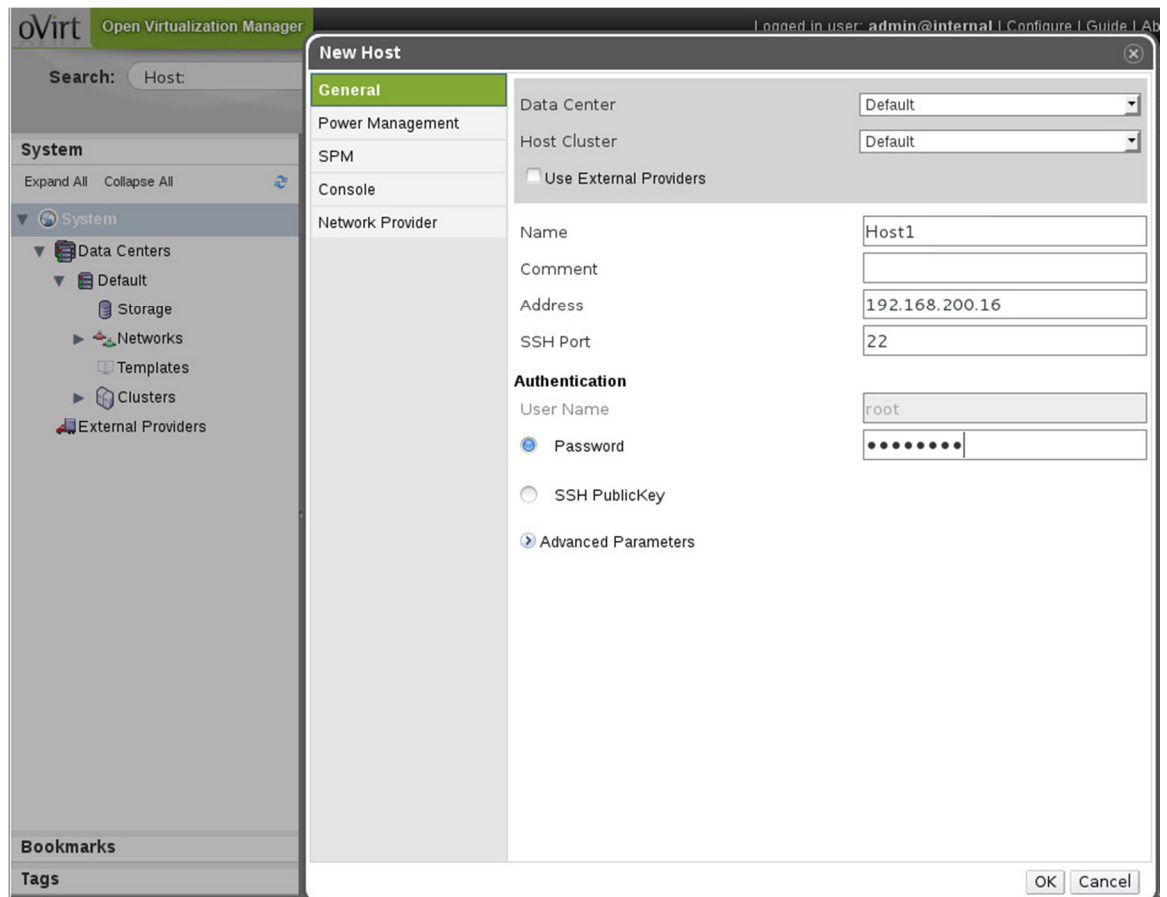 oVirt Open Virtualization Manager
Logged in user: admin@internal | Configure | Guide | Ab
Search: Host:
New Host
General
Power Management
SPM
Console
Network Provider
System
Expand All Collapse All
System
Data Centers
Default
Storage
Networks
Templates
Clusters
External Providers
Bookmarks
Tags
Data Center Default
Host Cluster Default
Use External Providers
Name Host1
Comment
Address 192.168.200.16
SSH Port 22
Authentication
User Name root
Password ••••••••
SSH PublicKey
Advanced Parameters
OK Cancel